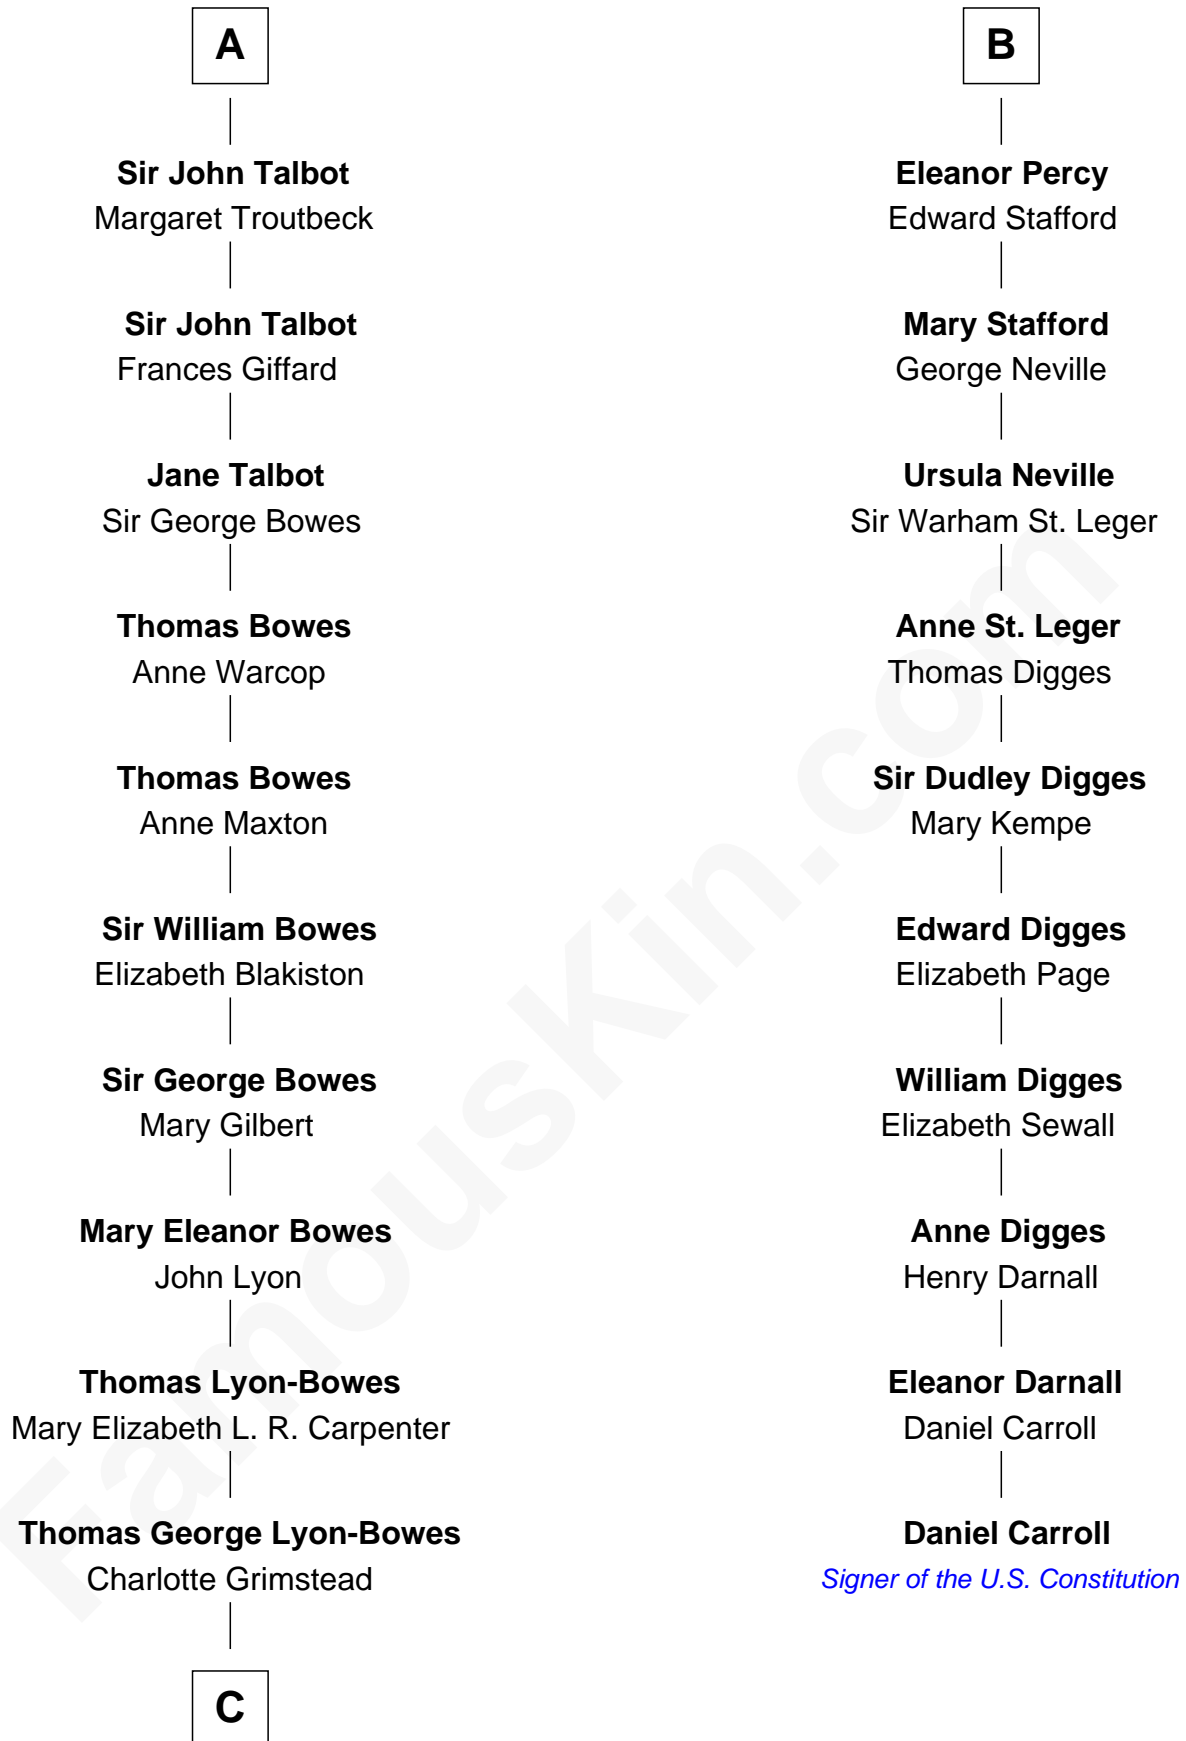 A
Sir John Talbot
Margaret Troutbeck
Sir John Talbot
Frances Giffard
Jane Talbot
Sir George Bowes
Thomas Bowes
Anne Warcop
Thomas Bowes
Anne Maxton
Sir William Bowes
Elizabeth Blakiston
Sir George Bowes
Mary Gilbert
Mary Eleanor Bowes
John Lyon
Thomas Lyon-Bowes
Mary Elizabeth L. R. Carpenter
Thomas George Lyon-Bowes
Charlotte Grimstead
C
B
Eleanor Percy
Edward Stafford
Mary Stafford
George Neville
Ursula Neville
Sir Warham St. Leger
Anne St. Leger
Thomas Digges
Sir Dudley Digges
Mary Kempe
Edward Digges
Elizabeth Page
William Digges
Elizabeth Sewall
Anne Digges
Henry Darnall
Eleanor Darnall
Daniel Carroll
Daniel Carroll
Signer of the U.S. Constitution
FamousKin.com